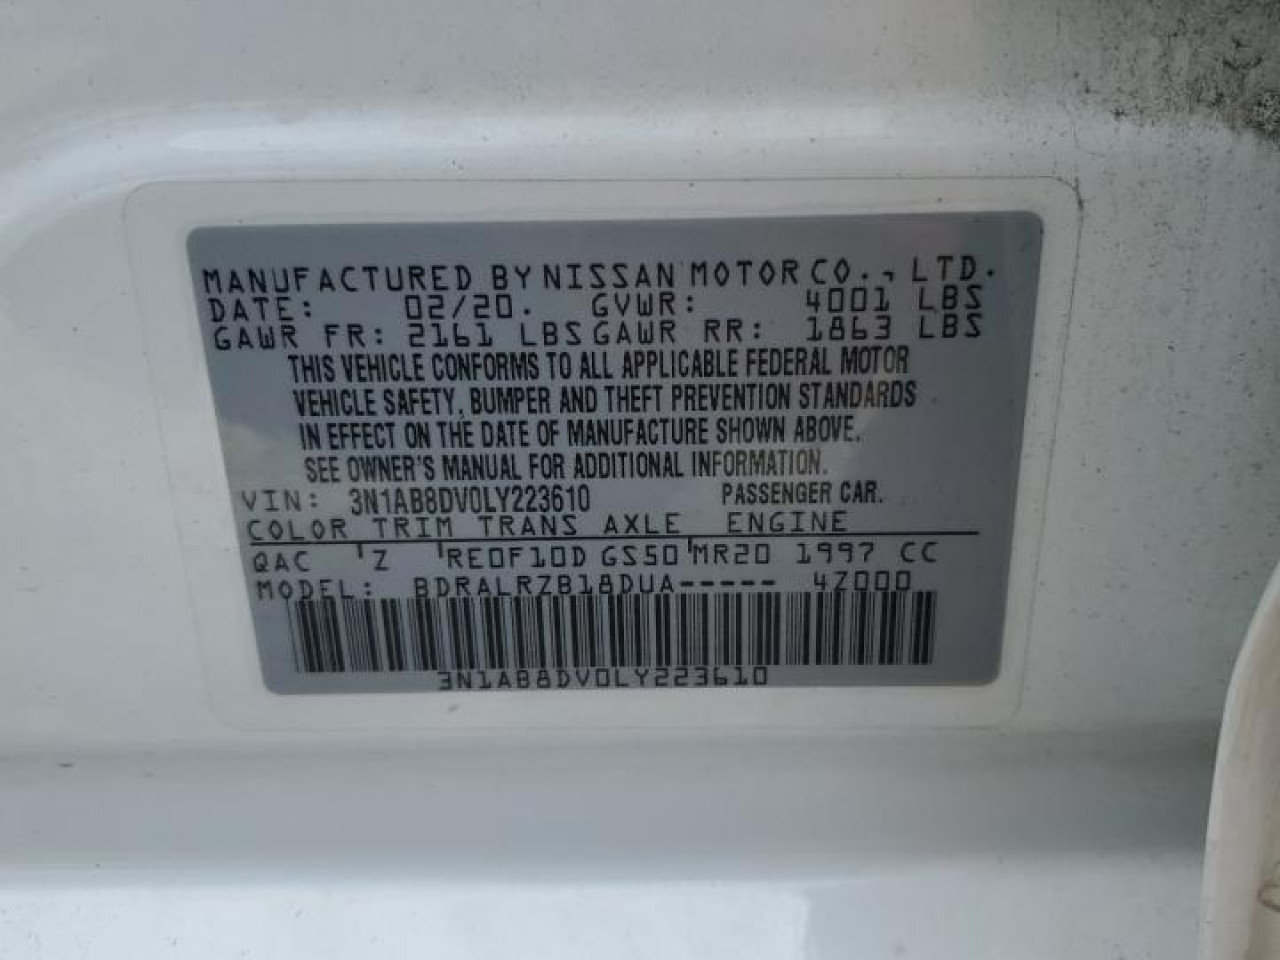 MANUFACTURED BY NISSAN MOTOR CO., LTD.
DATE: 02/20. GVWR: 4001 LBS
GAWR FR: 2161 LBS GAWR RR: 1863 LBS
THIS VEHICLE CONFORMS TO ALL APPLICABLE FEDERAL MOTOR
VEHICLE SAFETY, BUMPER AND THEFT PREVENTION STANDARDS
IN EFFECT ON THE DATE OF MANUFACTURE SHOWN ABOVE.
SEE OWNER'S MANUAL FOR ADDITIONAL INFORMATION.
VIN: 3N1AB8DV0LY223610 PASSENGER CAR.
COLOR TRIM TRANS AXLE ENGINE
QAC Z RE0F10D GS50 MR20 1997 CC
MODEL: BDRALRZB18DUA----- 4Z000
3N1AB8DV0LY223610